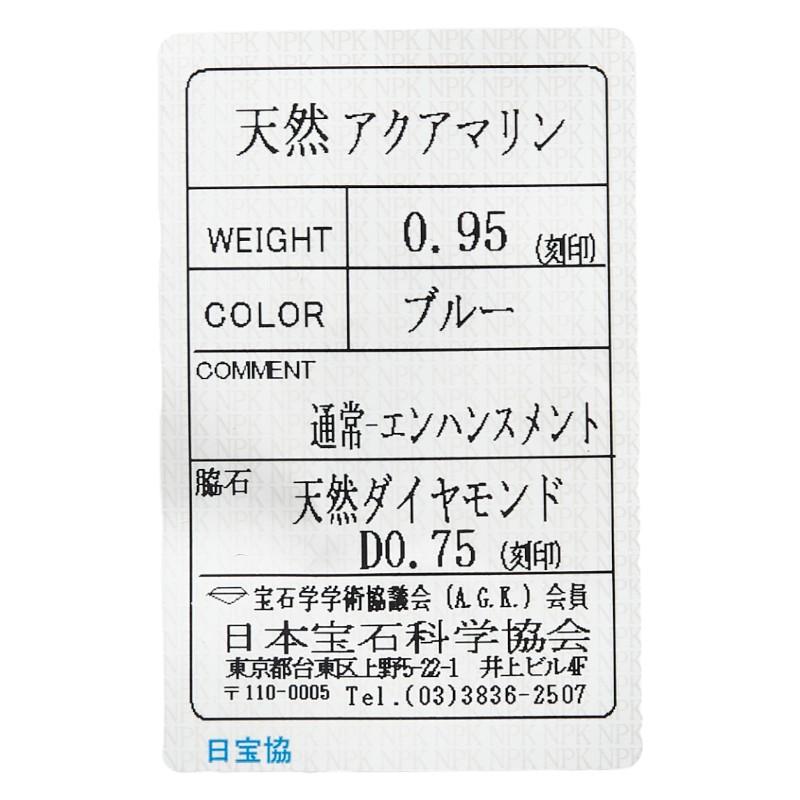 天然 アクアマリン
WEIGHT 0.95 (刻印)
COLOR ブルー
COMMENT
通常-エンハンスメント
脇石 天然ダイヤモンド
D0.75 (刻印)
宝石学学術協議会 (A.G.K.) 会員
日本宝石科学協会
東京都台東区上野5-22-1 井上ビル4F
〒110-0005 Tel.(03)3836-2507
日宝協